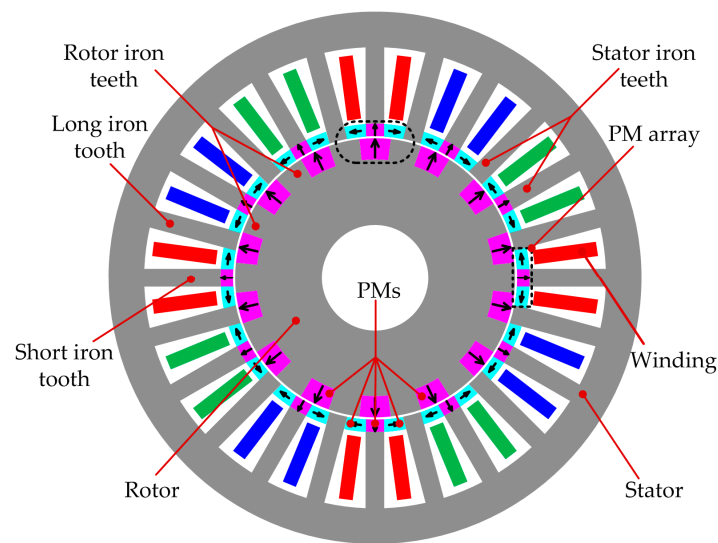 Rotor iron
teeth
Stator iron
teeth
Long iron
tooth
PM array
PMs
Short iron
tooth
Winding
Rotor
Stator